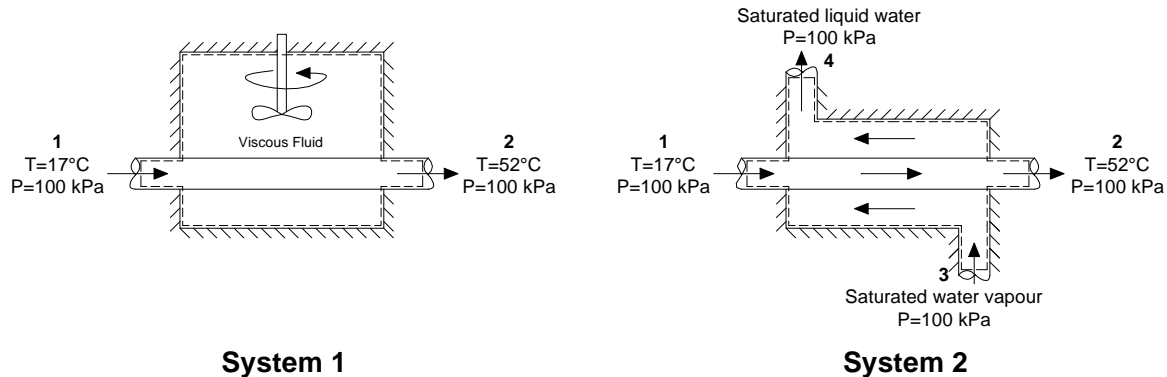 Viscous Fluid
1
T=17°C
P=100 kPa
2
T=52°C
P=100 kPa
System 1
Saturated liquid water
P=100 kPa
4
1
T=17°C
P=100 kPa
2
T=52°C
P=100 kPa
3
Saturated water vapour
P=100 kPa
System 2